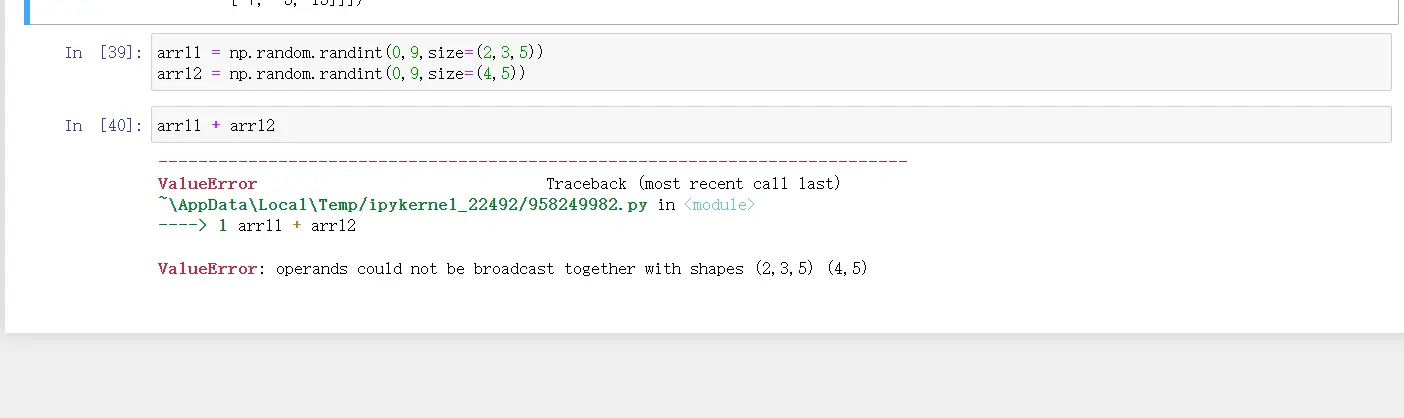 In [39]:
arr11 = np.random.randint(0,9,size=(2,3,5))
arr12 = np.random.randint(0,9,size=(4,5))
In [40]:
arr11 + arr12
---------------------------------------------------------------------------
ValueError Traceback (most recent call last)
~\AppData\Local\Temp/ipykernel_22492/958249982.py in <module>
----> 1 arr11 + arr12
ValueError: operands could not be broadcast together with shapes (2,3,5) (4,5)